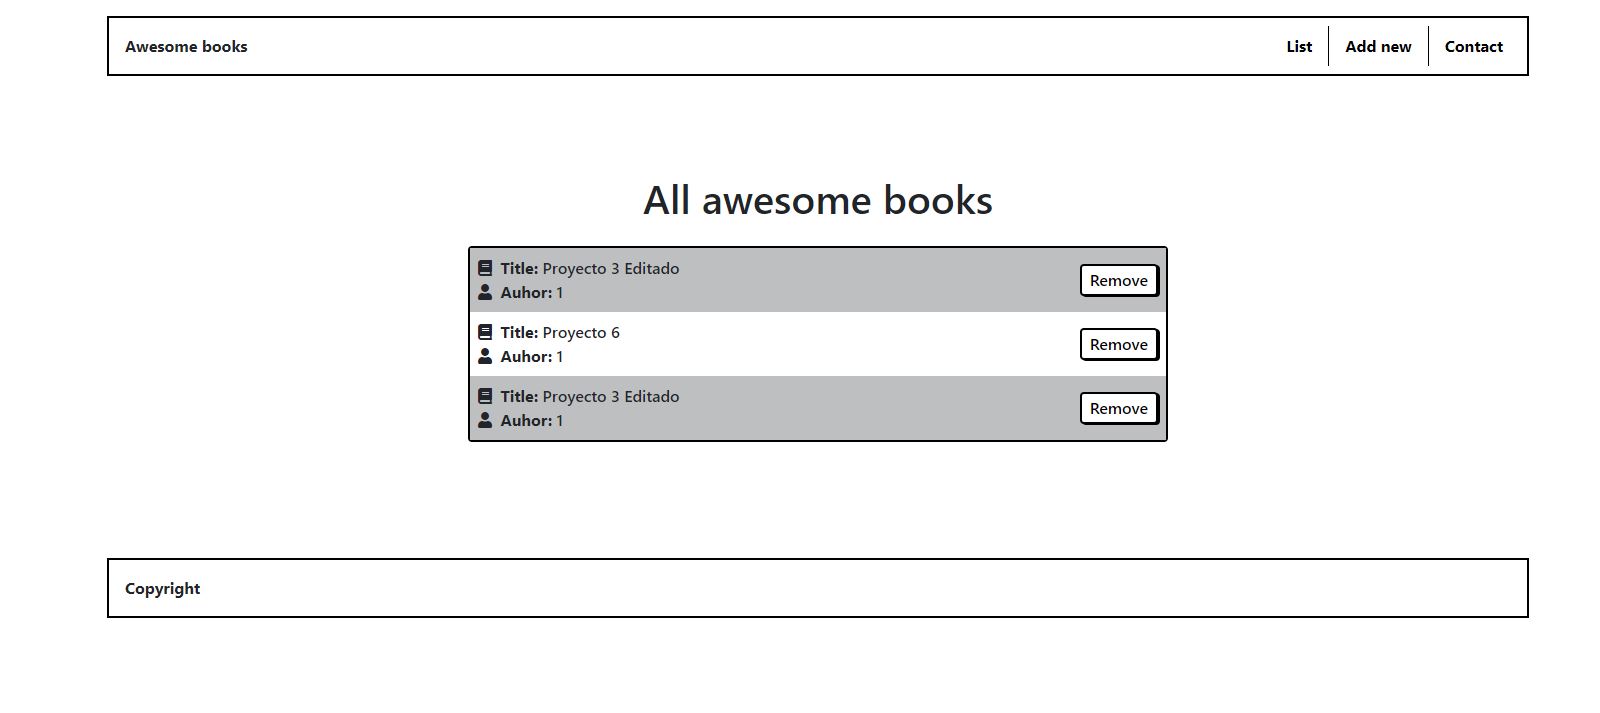 Awesome books
List
Add new
Contact
All awesome books
Title: Proyecto 3 Editado
Auhor: 1
Remove
Title: Proyecto 6
Auhor: 1
Remove
Title: Proyecto 3 Editado
Auhor: 1
Remove
Copyright